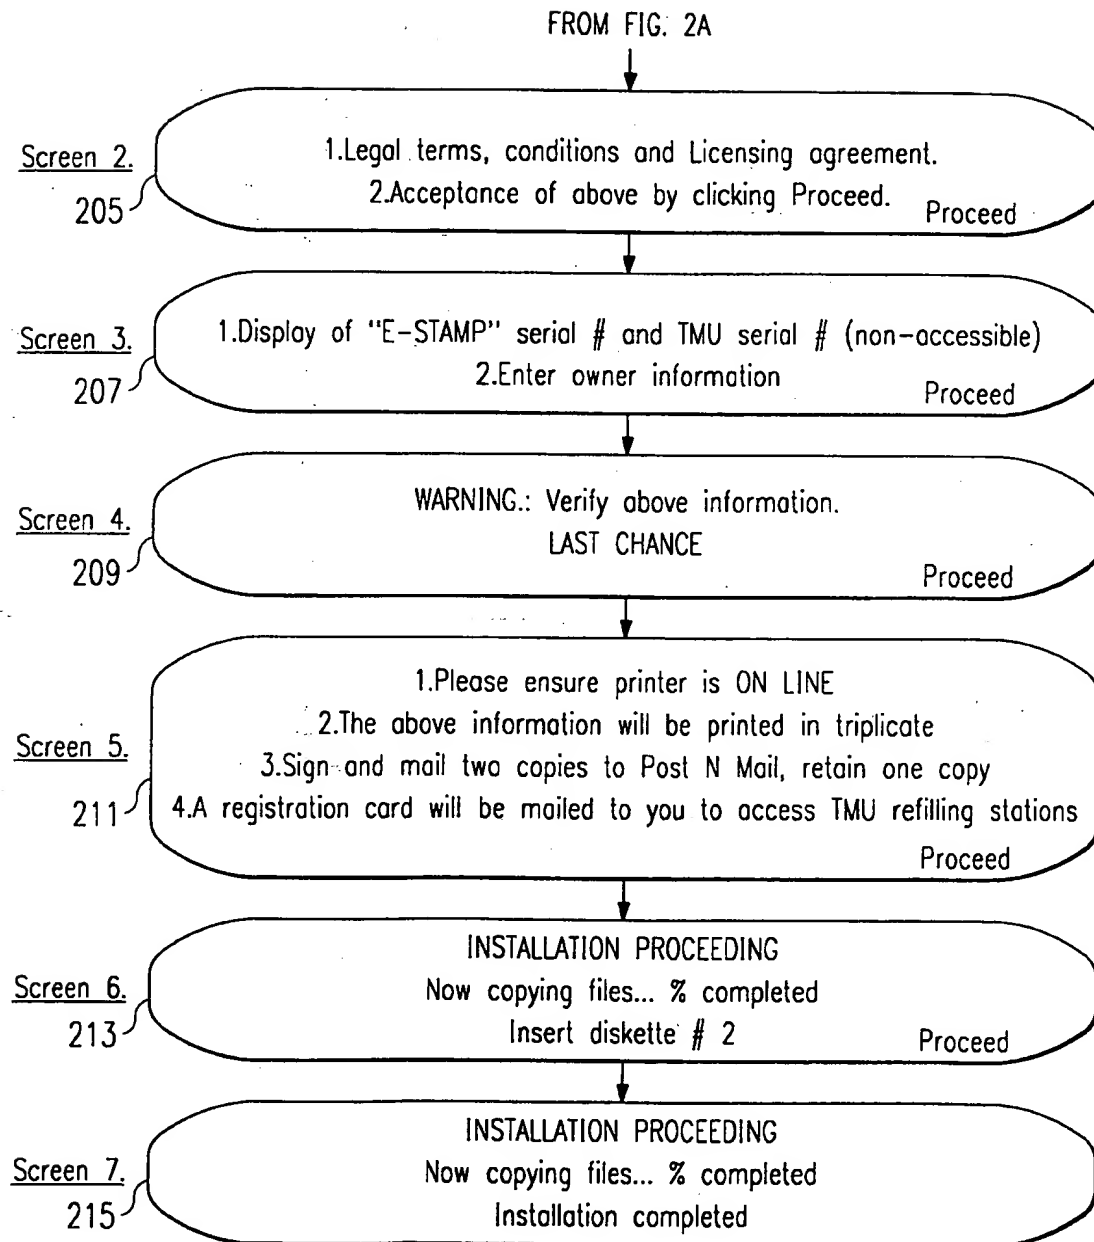 FROM FIG. 2A
Screen 2.
205
1.Legal terms, conditions and Licensing agreement.
2.Acceptance of above by clicking Proceed.
Proceed
Screen 3.
207
1.Display of "E-STAMP" serial # and TMU serial # (non-accessible)
2.Enter owner information
Proceed
Screen 4.
209
WARNING.: Verify above information.
LAST CHANCE
Proceed
Screen 5.
211
1.Please ensure printer is ON LINE
2.The above information will be printed in triplicate
3.Sign and mail two copies to Post N Mail, retain one copy
4.A registration card will be mailed to you to access TMU refilling stations
Proceed
Screen 6.
213
INSTALLATION PROCEEDING
Now copying files... % completed
Insert diskette # 2
Proceed
Screen 7.
215
INSTALLATION PROCEEDING
Now copying files... % completed
Installation completed